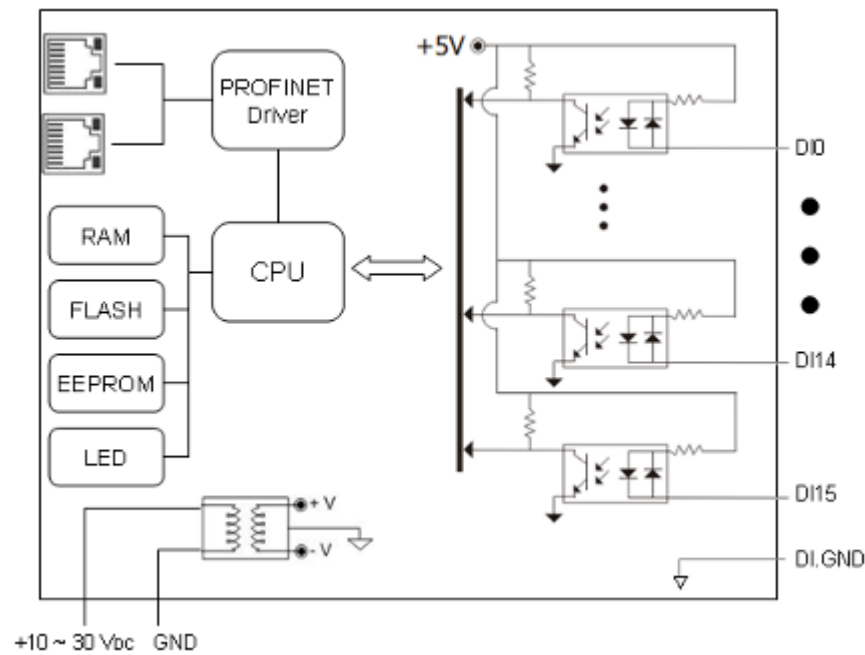 +5V
PROFINET
Driver
DI0
RAM
CPU
FLASH
DI14
EEPROM
LED
DI15
+ V
- V
DI.GND
+10 ~ 30 VDC GND